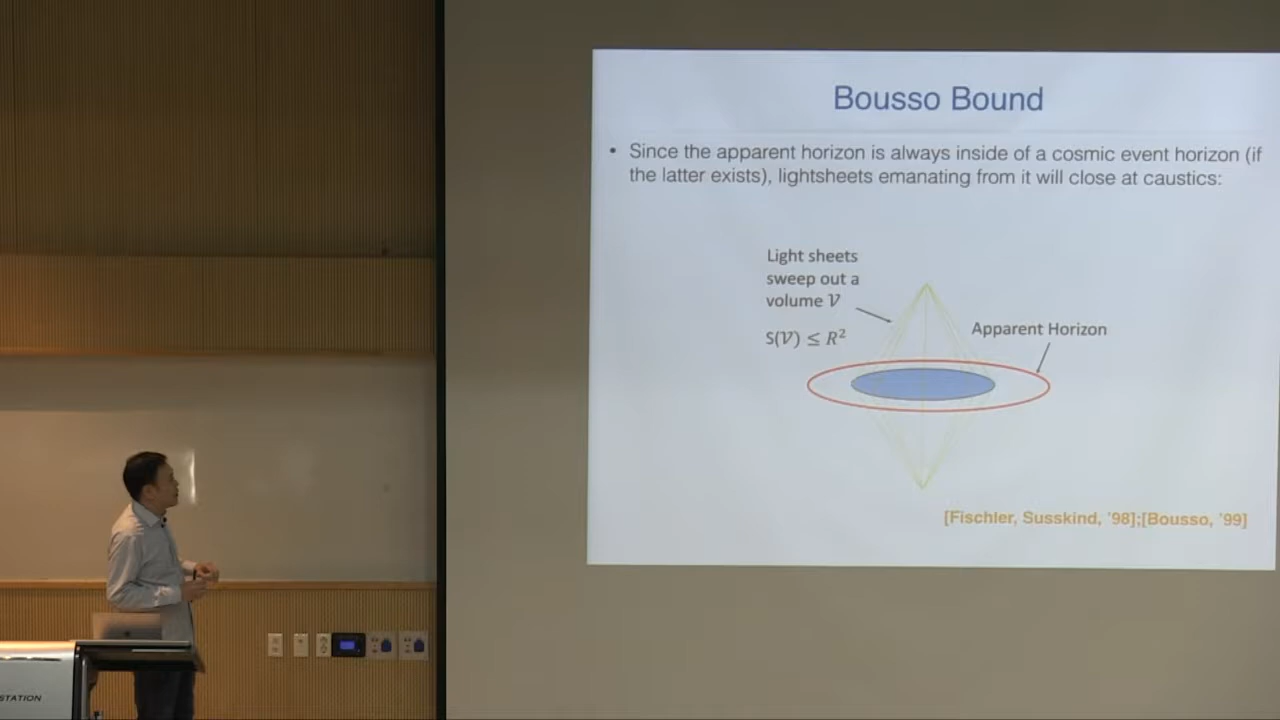 Bousso Bound
• Since the apparent horizon is always inside of a cosmic event horizon (if
the latter exists), lightsheets emanating from it will close at caustics:
Light sheets
sweep out a
volume 𝒱
S(𝒱) ≤ R²
Apparent Horizon
[Fischler, Susskind, '98];[Bousso, '99]
STATION